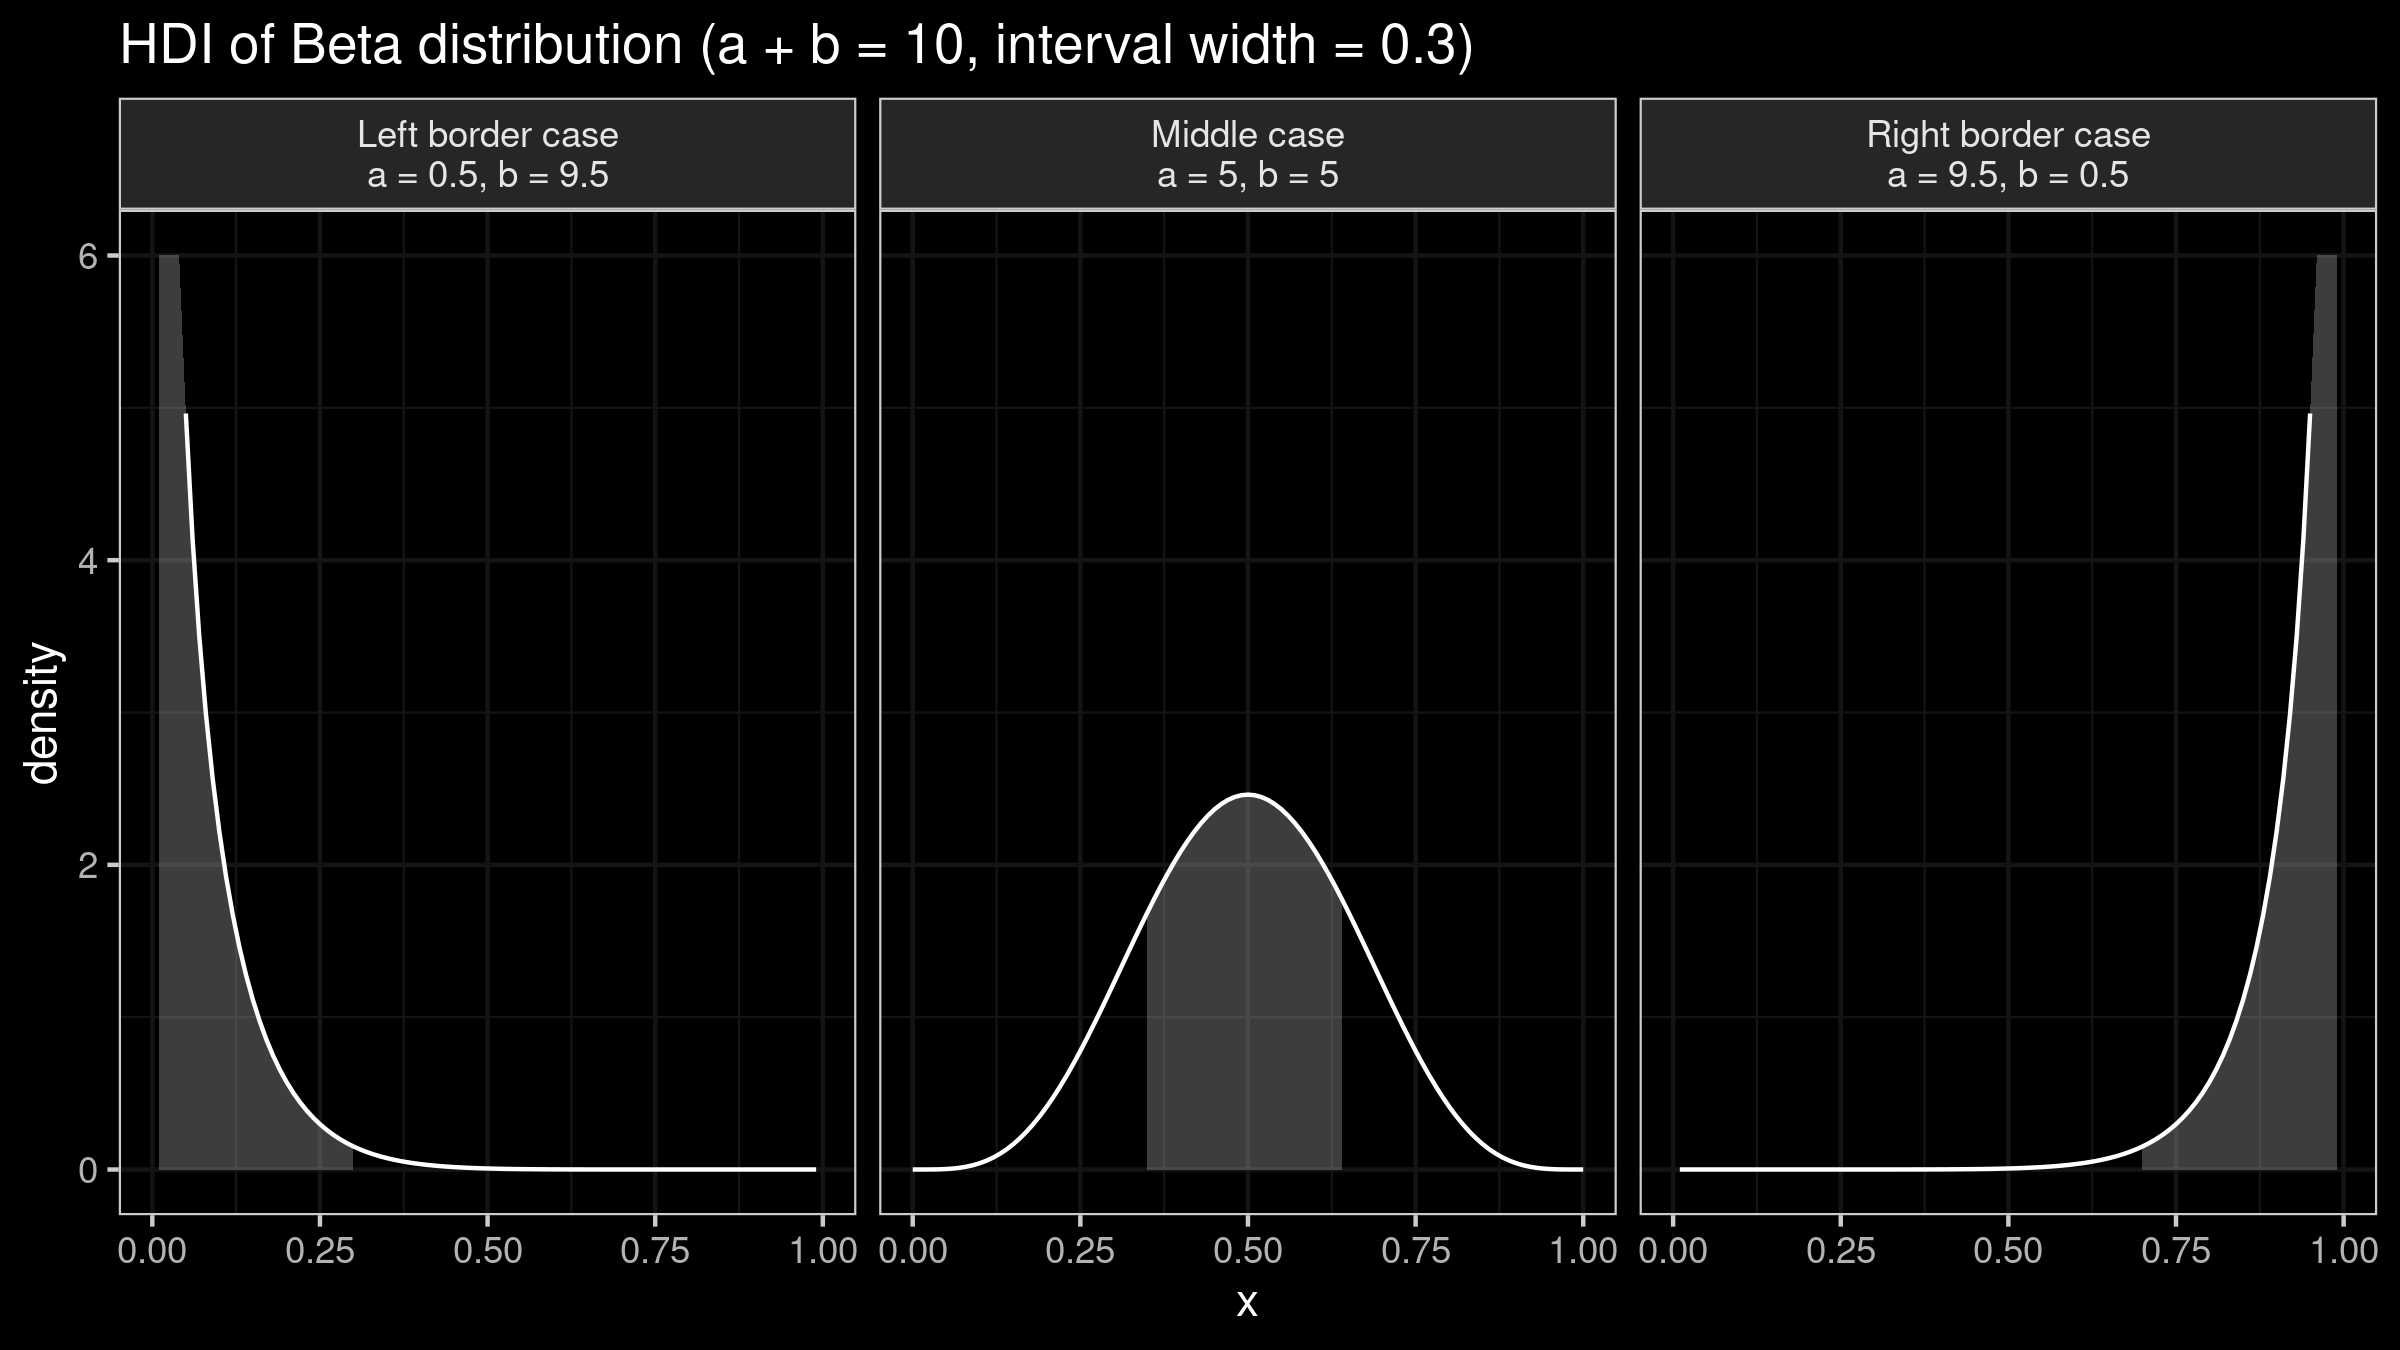 HDI of Beta distribution (a + b = 10, interval width = 0.3)
Left border case
a = 0.5, b = 9.5
Middle case
a = 5, b = 5
Right border case
a = 9.5, b = 0.5
density
6
4
2
0
0.00 0.25 0.50 0.75 1.00 0.00 0.25 0.50 0.75 1.00 0.00 0.25 0.50 0.75 1.00
x